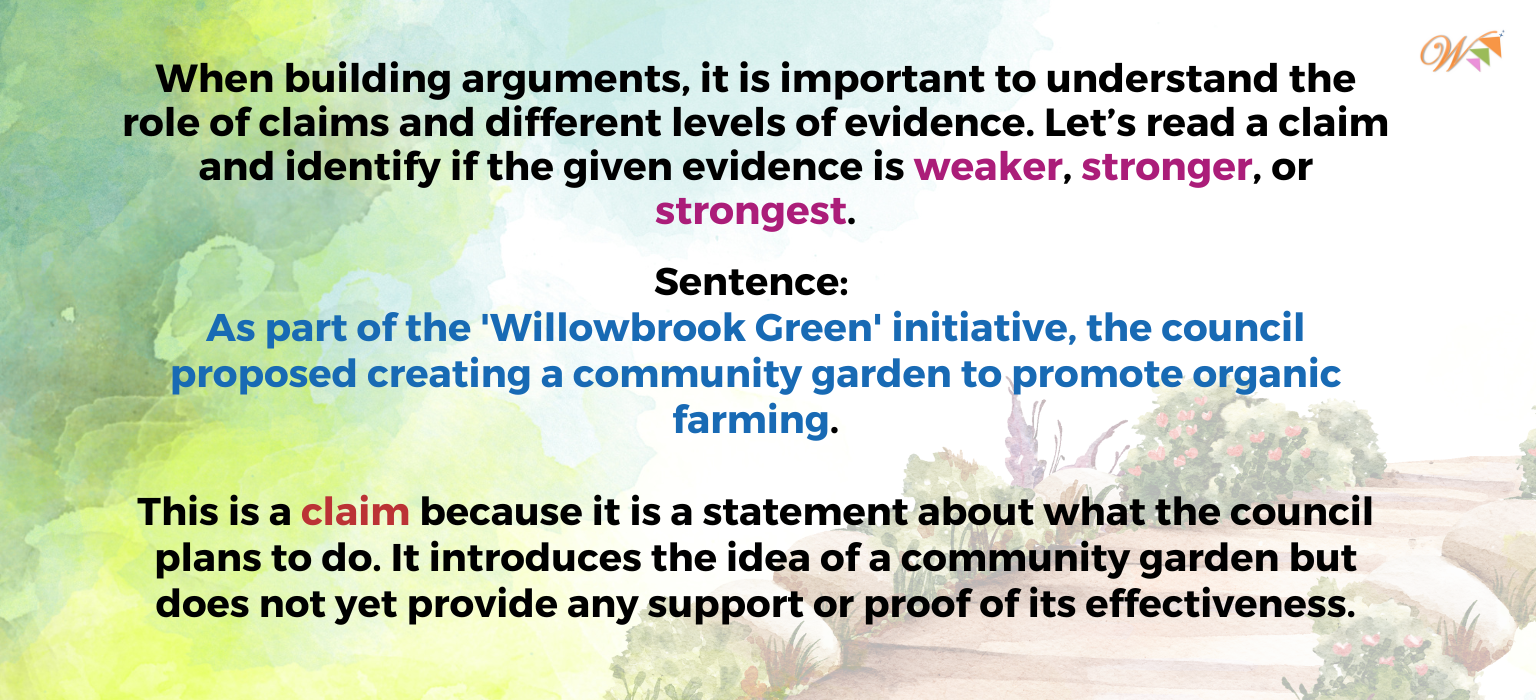 W
When building arguments, it is important to understand the
role of claims and different levels of evidence. Let’s read a claim
and identify if the given evidence is weaker, stronger, or
strongest.
Sentence:
As part of the 'Willowbrook Green' initiative, the council
proposed creating a community garden to promote organic
farming.
This is a claim because it is a statement about what the council
plans to do. It introduces the idea of a community garden but
does not yet provide any support or proof of its effectiveness.